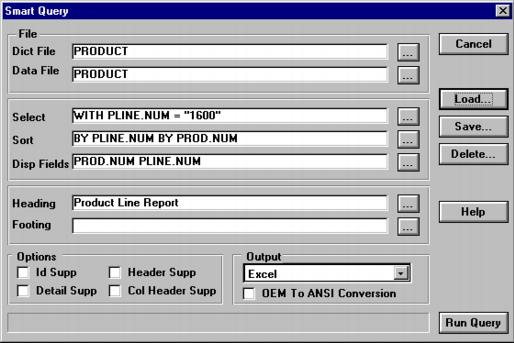 Smart Query
File
Dict File PRODUCT ... Cancel
Data File PRODUCT ...
Load...
Select WITH PLINE.NUM = "1600" ...
Save...
Sort BY PLINE.NUM BY PROD.NUM ...
Disp Fields PROD.NUM PLINE.NUM ... Delete...
Heading Product Line Report ... Help
Footing ...
Options
Id Supp Header Supp
Detail Supp Col Header Supp
Output
Excel
OEM To ANSI Conversion
Run Query